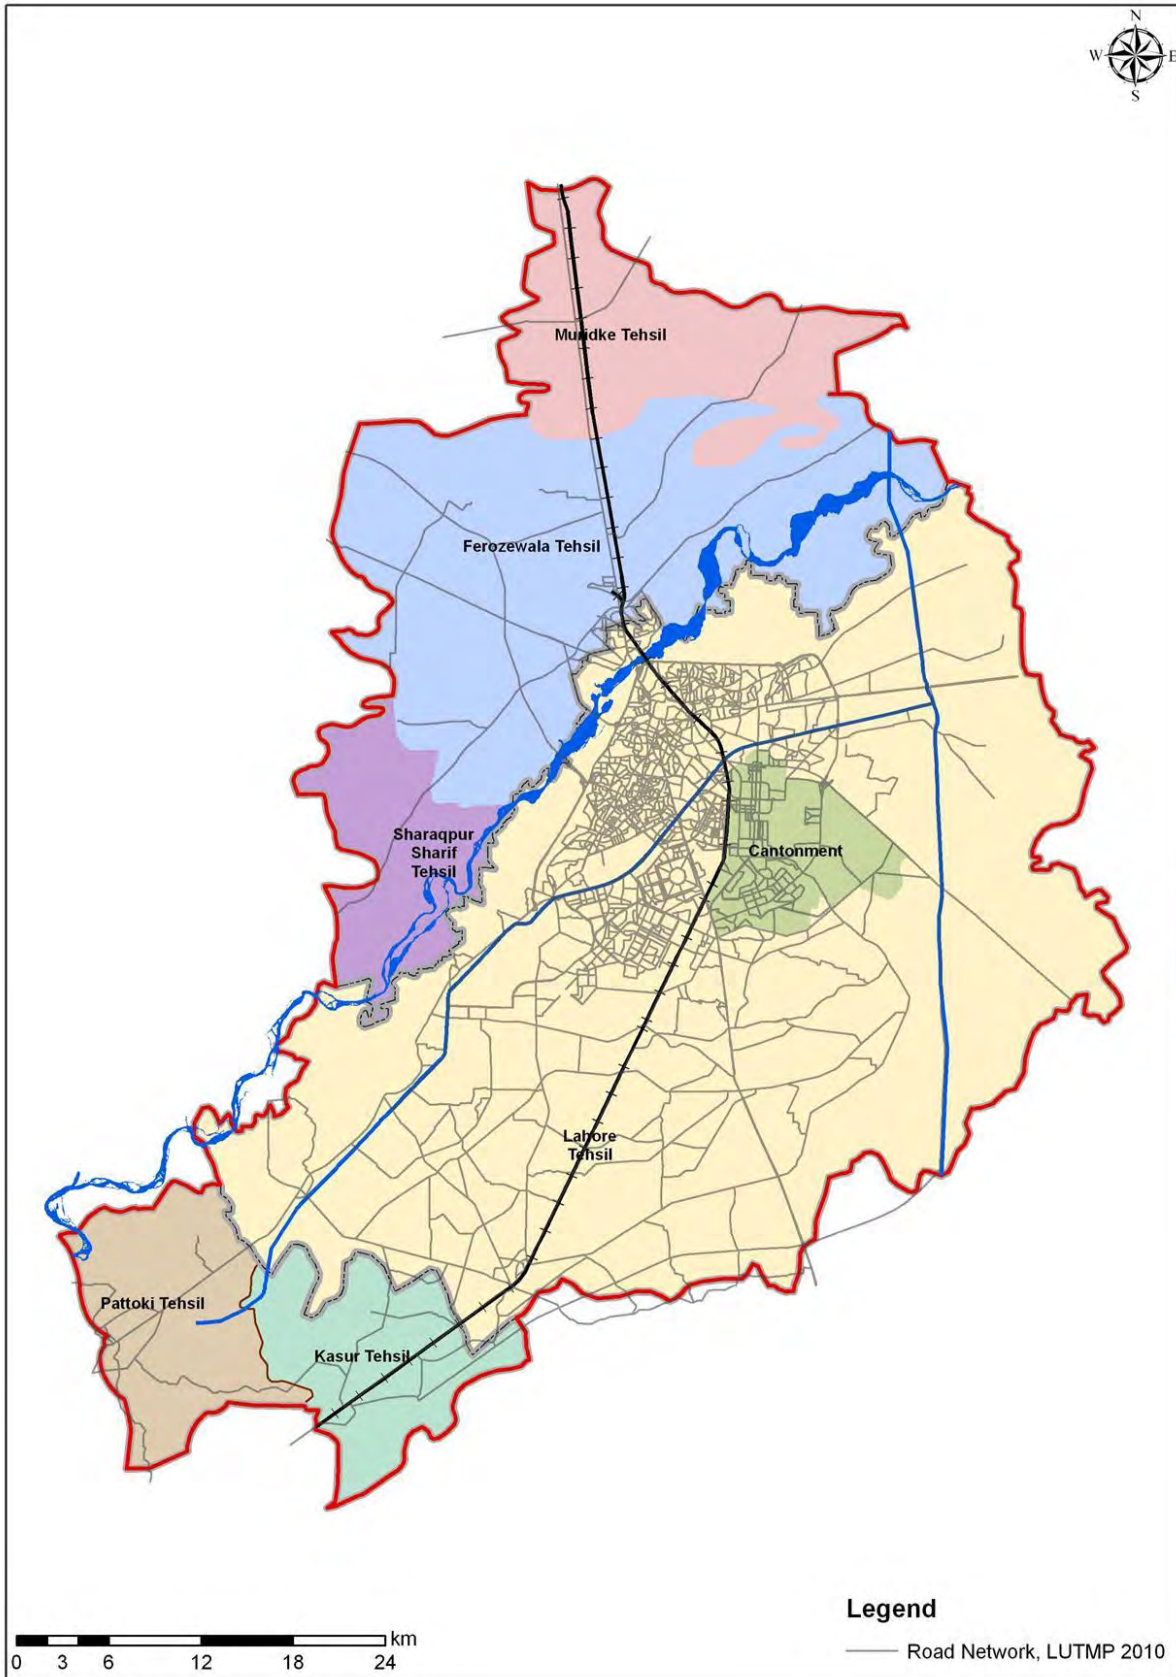 N
W E
S
Muridke Tehsil
Ferozewala Tehsil
Sharaqpur
Sharif
Tehsil
Cantonment
Lahore
Tehsil
Pattoki Tehsil
Kasur Tehsil
Legend
km
0 3 6 12 18 24
Road Network, LUTMP 2010